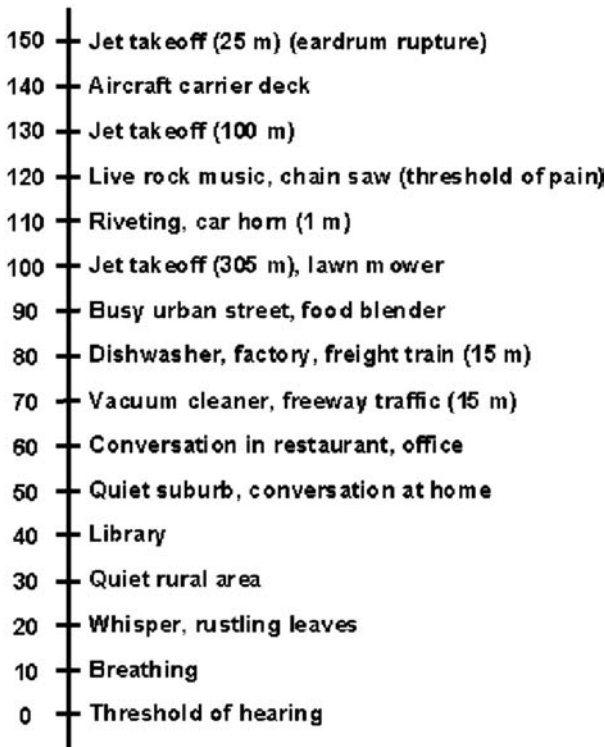 150 Jet takeoff (25 m) (eardrum rupture)
140 Aircraft carrier deck
130 Jet takeoff (100 m)
120 Live rock music, chain saw (threshold of pain)
110 Riveting, car horn (1 m)
100 Jet takeoff (305 m), lawn mower
90 Busy urban street, food blender
80 Dishwasher, factory, freight train (15 m)
70 Vacuum cleaner, freeway traffic (15 m)
60 Conversation in restaurant, office
50 Quiet suburb, conversation at home
40 Library
30 Quiet rural area
20 Whisper, rustling leaves
10 Breathing
0 Threshold of hearing